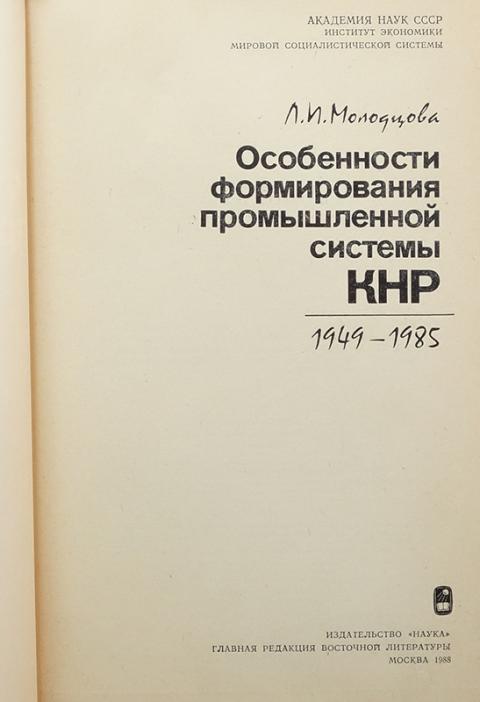 АКАДЕМИЯ НАУК СССР
ИНСТИТУТ ЭКОНОМИКИ
МИРОВОЙ СОЦИАЛИСТИЧЕСКОЙ СИСТЕМЫ
Л.И.Молодцова
Особенности
формирования
промышленной
системы
КНР
1949–1985
ИЗДАТЕЛЬСТВО «НАУКА»
ГЛАВНАЯ РЕДАКЦИЯ ВОСТОЧНОЙ ЛИТЕРАТУРЫ
МОСКВА 1988